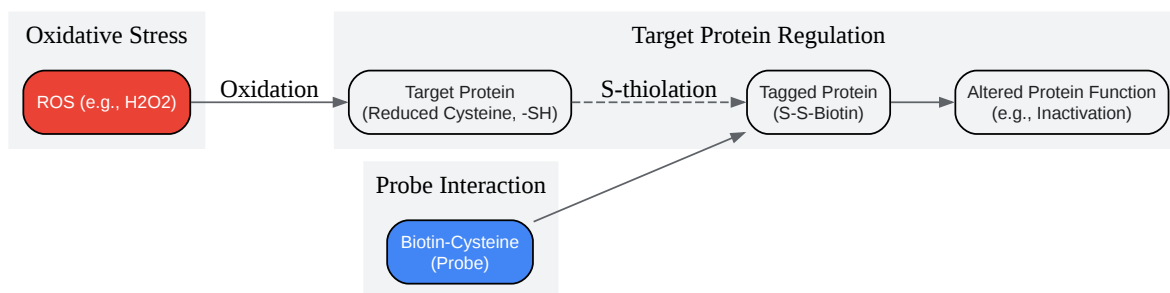 Oxidative Stress
Target Protein Regulation
ROS (e.g., H2O2)
Oxidation
Target Protein
(Reduced Cysteine, -SH)
S-thiolation
Tagged Protein
(S-S-Biotin)
Altered Protein Function
(e.g., Inactivation)
Probe Interaction
Biotin-Cysteine
(Probe)